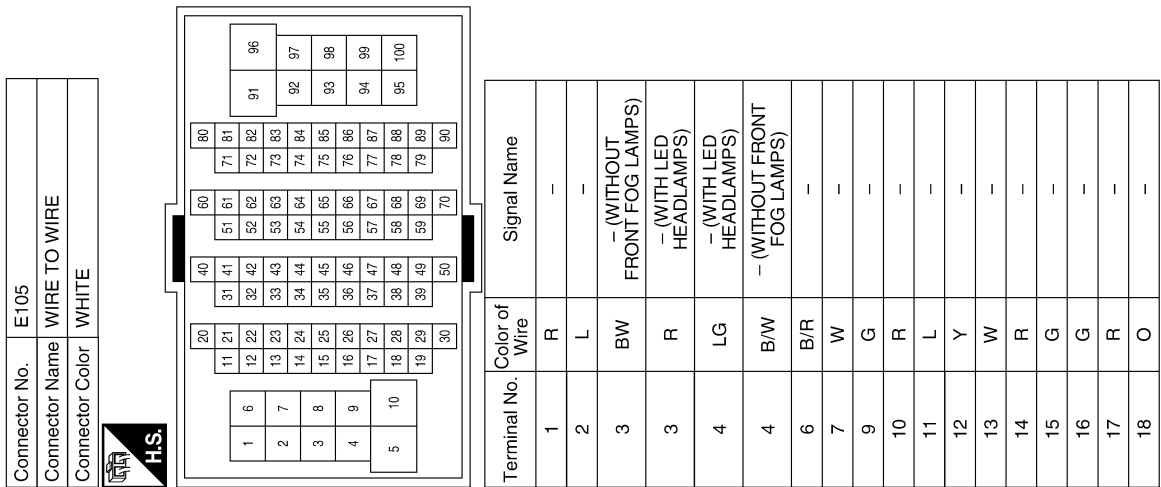 Connector No. E105
Connector Name WIRE TO WIRE
Connector Color WHITE
H.S.
20 40 60 80
11 21 31 41 51 61 71 81
1 6 12 22 32 42 52 62 72 82 91 96
2 7 13 23 33 43 53 63 73 83 92 97
14 24 34 44 54 64 74 84
3 8 15 25 35 45 55 65 75 85 93 98
4 9 16 26 36 46 56 66 76 86 94 99
17 27 37 47 57 67 77 87
5 10 18 28 38 48 58 68 78 88 95 100
19 29 39 49 59 69 79 89
30 50 70 90
Terminal No. Color of Wire Signal Name
1 R –
2 L –
3 BW – (WITHOUT FRONT FOG LAMPS)
3 R – (WITH LED HEADLAMPS)
4 LG – (WITH LED HEADLAMPS)
4 B/W – (WITHOUT FRONT FOG LAMPS)
6 B/R –
7 W –
9 G –
10 R –
11 L –
12 Y –
13 W –
14 R –
15 G –
16 G –
17 R –
18 O –